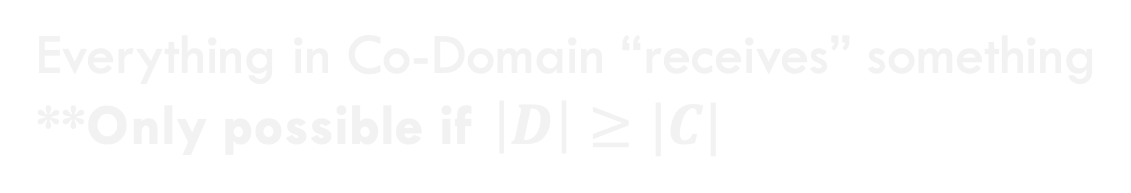 Everything in Co-Domain “receives” something
**Only possible if |D| ≥ |C|